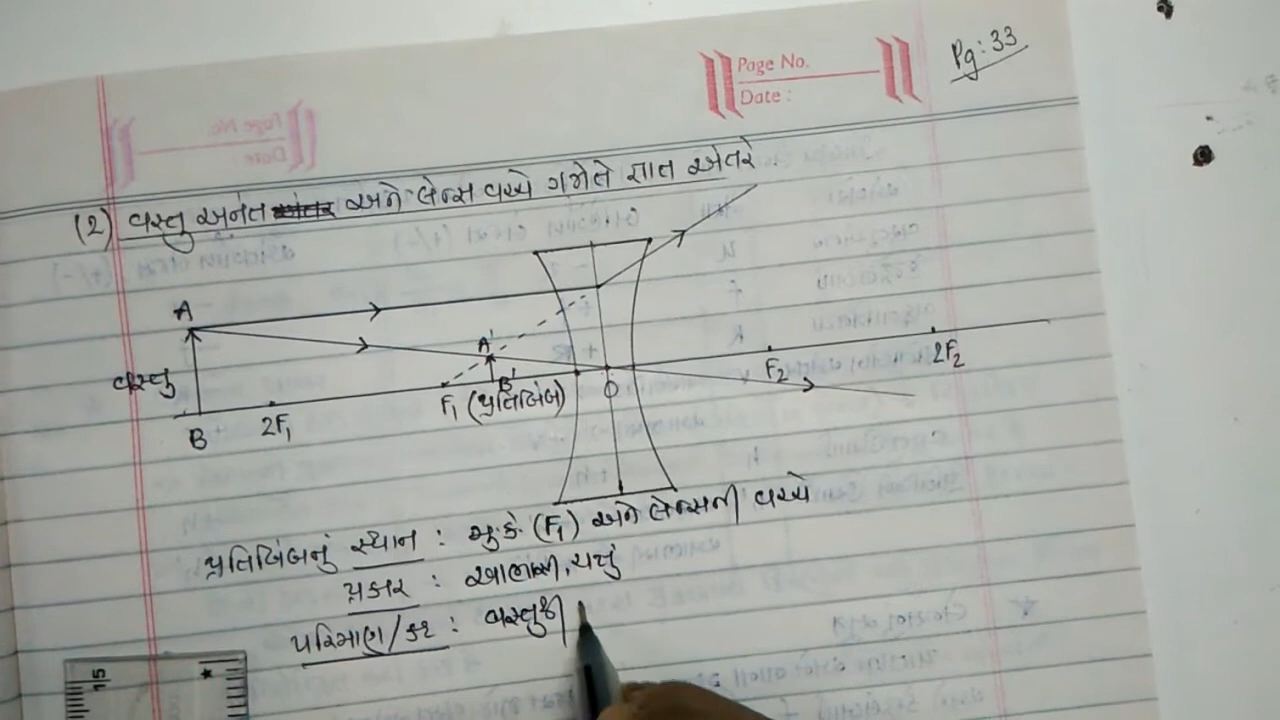 Page No.
Date :
Pg: 33
(2) વસ્તુ અનંત અને લેન્સ વચ્ચે ગમેતે જ્ઞાત અંતરે
A
વસ્તુ
B
2F₁
F₁ (પ્રતિબિંબ)
A'
B'
O
F₂
2F₂
પ્રતિબિંબનું સ્થાન : મુ.કે. (F₁) અને લેન્સની વચ્ચે
પ્રકાર : આભાસી, ચત્તું
પરિમાણ/કદ : વસ્તુથી
15